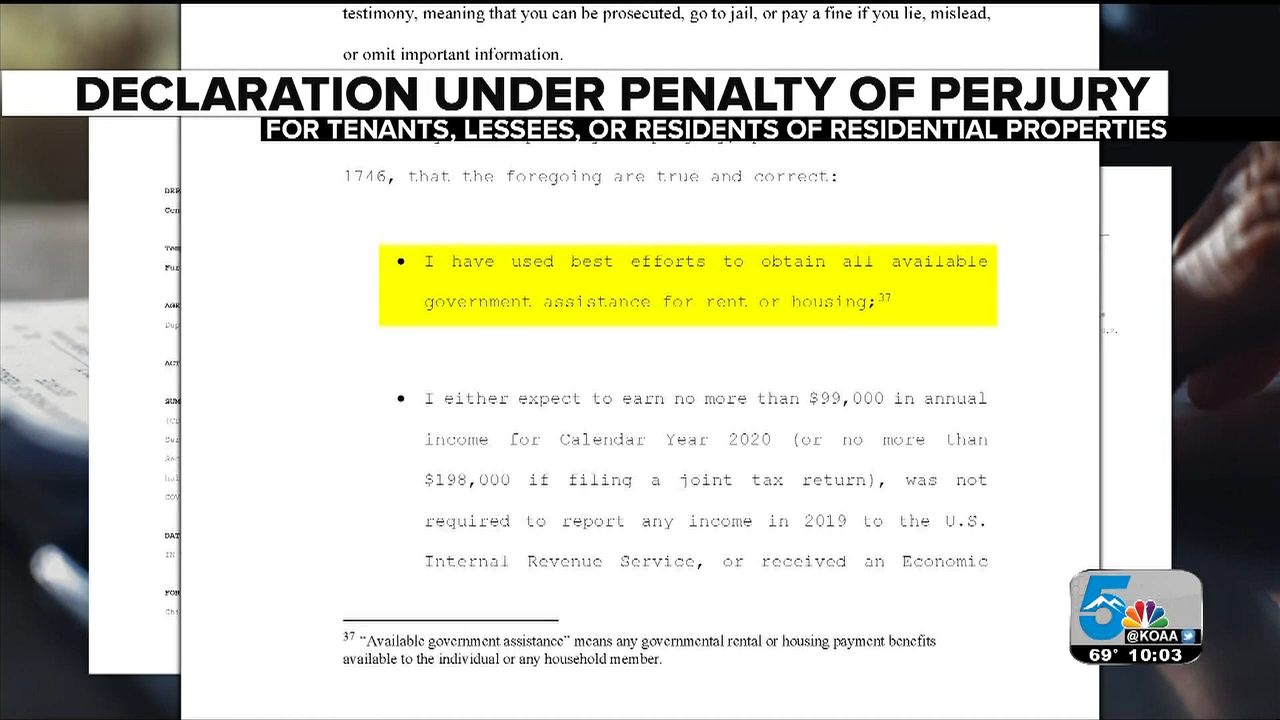 testimony, meaning that you can be prosecuted, go to jail, or pay a fine if you lie, mislead,
or omit important information.
DECLARATION UNDER PENALTY OF PERJURY
FOR TENANTS, LESSEES, OR RESIDENTS OF RESIDENTIAL PROPERTIES
1746, that the foregoing are true and correct:
• I have used best efforts to obtain all available
government assistance for rent or housing;37
• I either expect to earn no more than $99,000 in annual
income for Calendar Year 2020 (or no more than
$198,000 if filing a joint tax return), was not
required to report any income in 2019 to the U.S.
Internal Revenue Service, or received an Economic
37 “Available government assistance” means any governmental rental or housing payment benefits
available to the individual or any household member.
5
@KOAA
69° 10:03